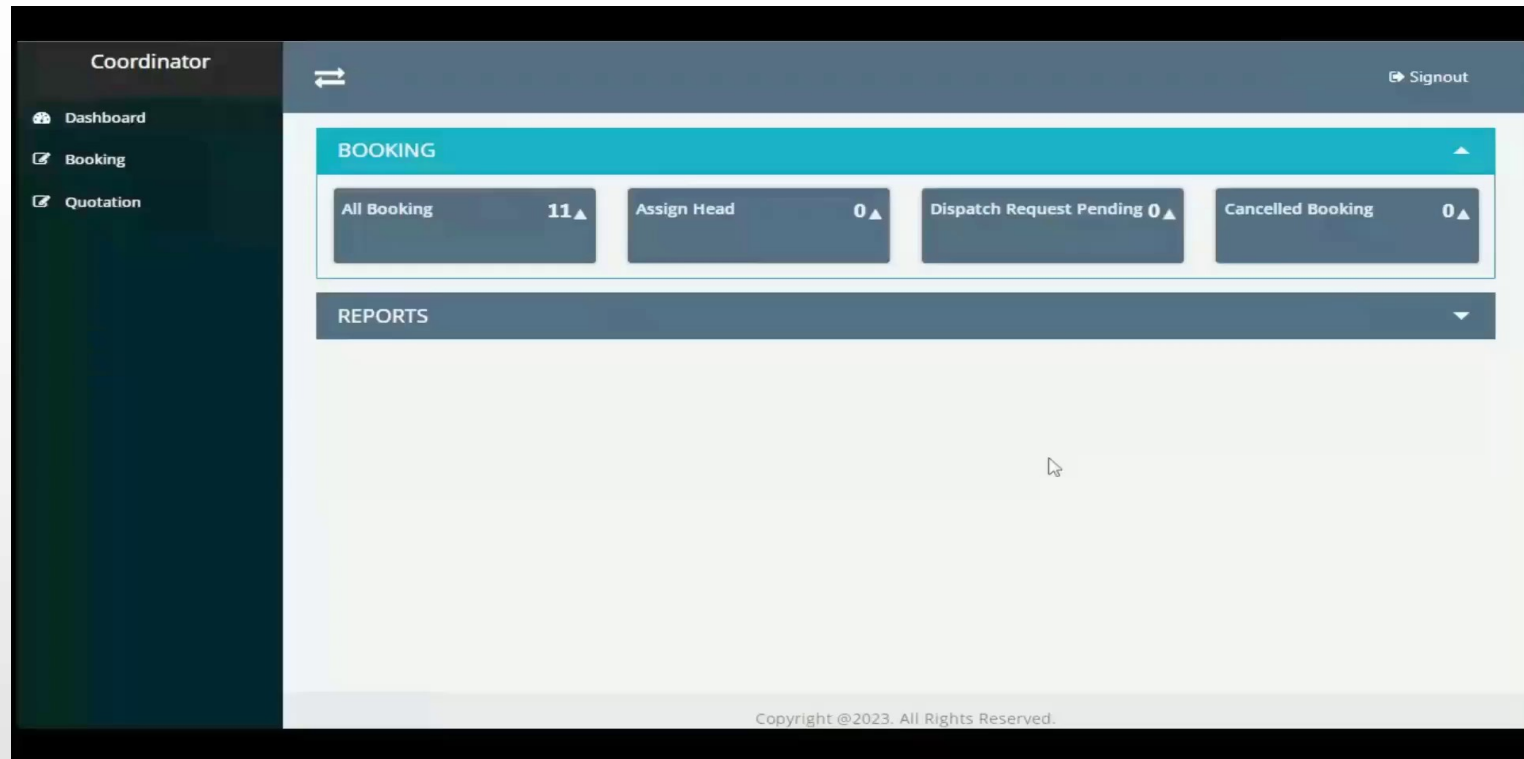 Coordinator
Signout
Dashboard
Booking
Quotation
BOOKING
All Booking 11
Assign Head 0
Dispatch Request Pending 0
Cancelled Booking 0
REPORTS
Copyright @2023. All Rights Reserved.